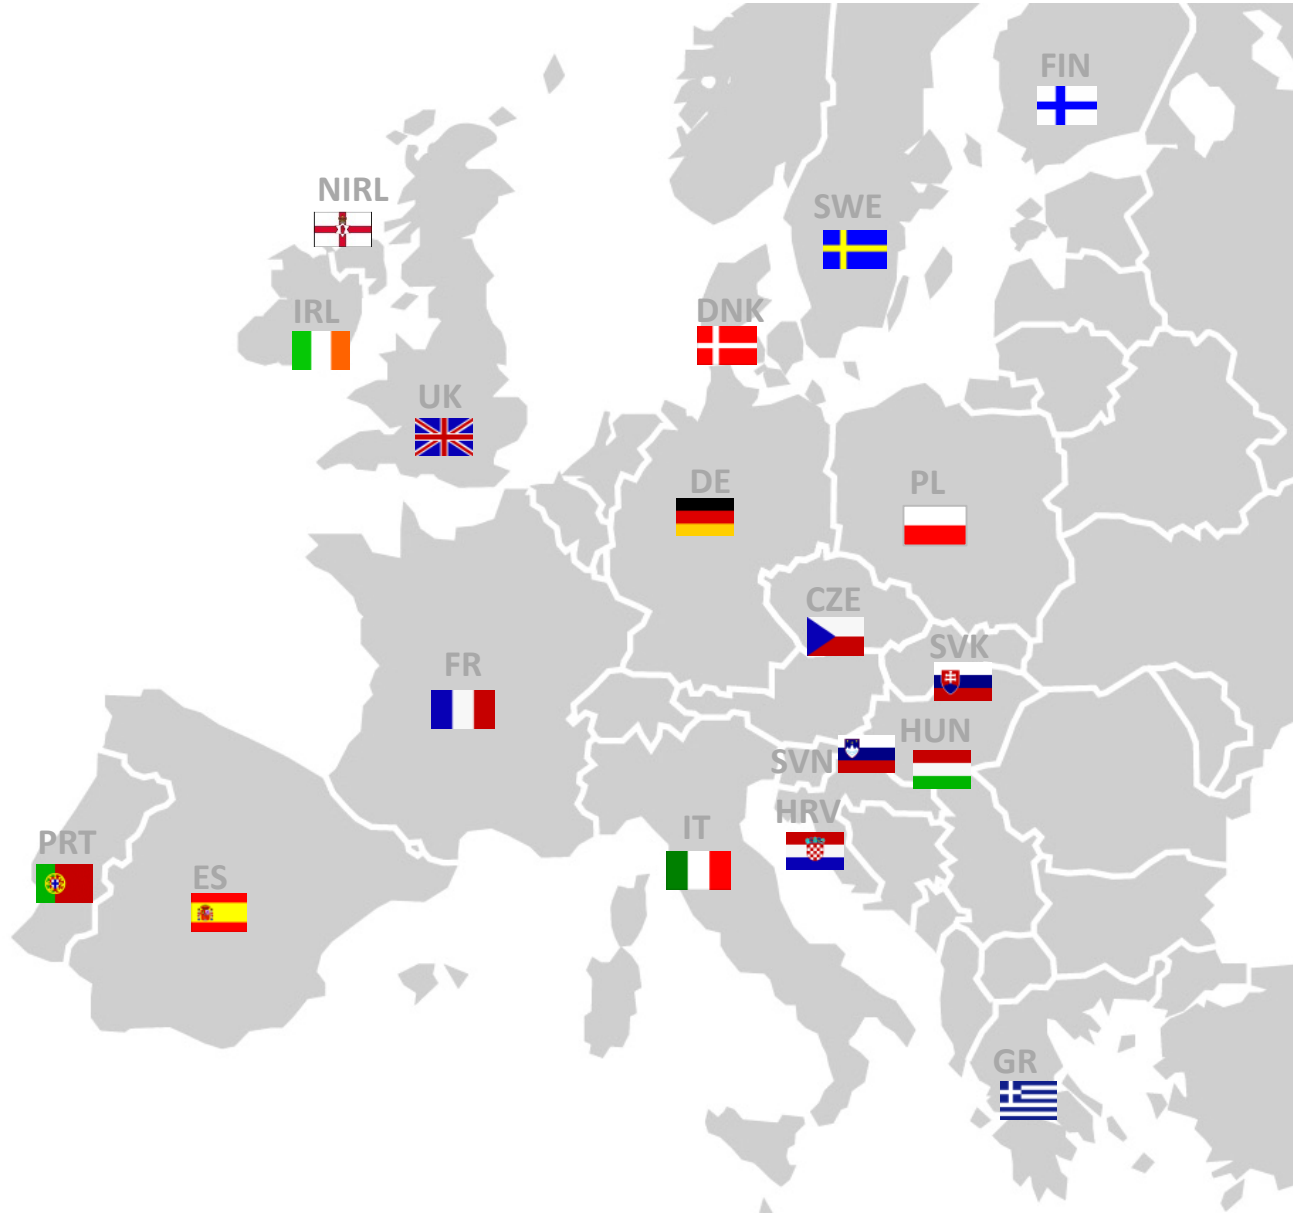 FIN
NIRL
SWE
IRL
DNK
UK
DE
PL
CZE
SVK
FR
HUN
SVN
HRV
IT
PRT
ES
GR